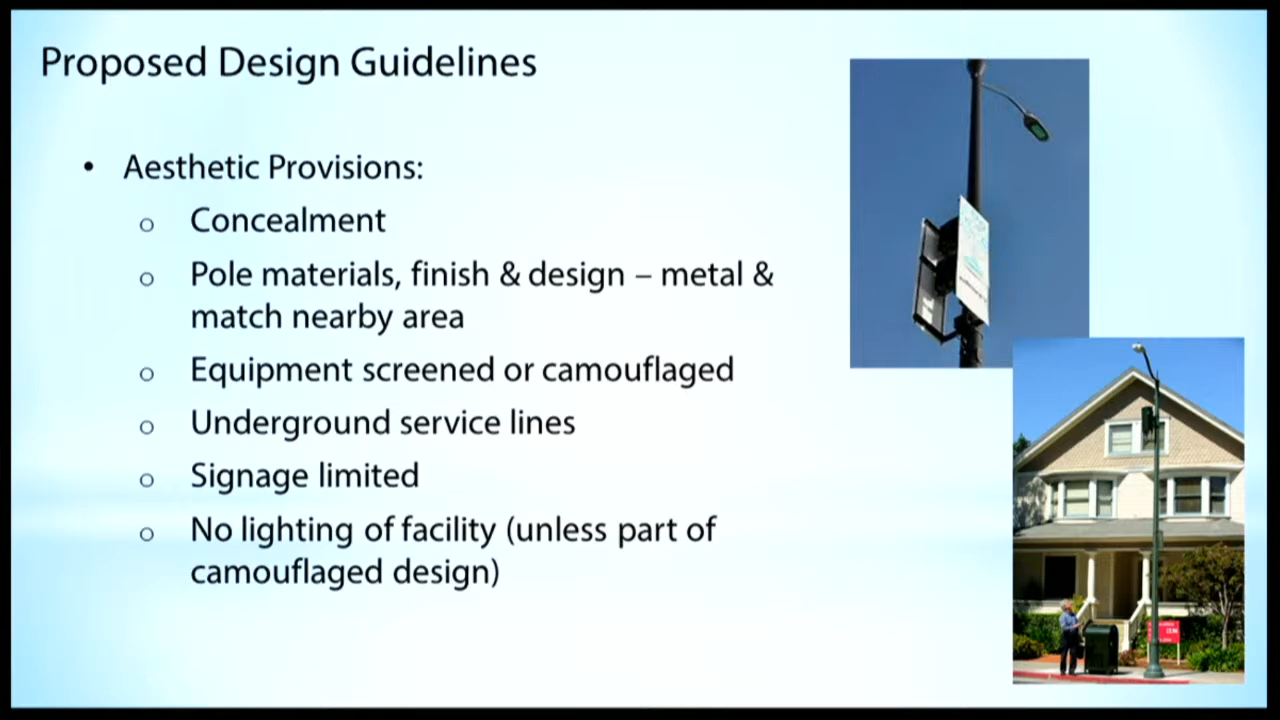 Proposed Design Guidelines
• Aesthetic Provisions:
o Concealment
o Pole materials, finish & design – metal &
match nearby area
o Equipment screened or camouflaged
o Underground service lines
o Signage limited
o No lighting of facility (unless part of
camouflaged design)